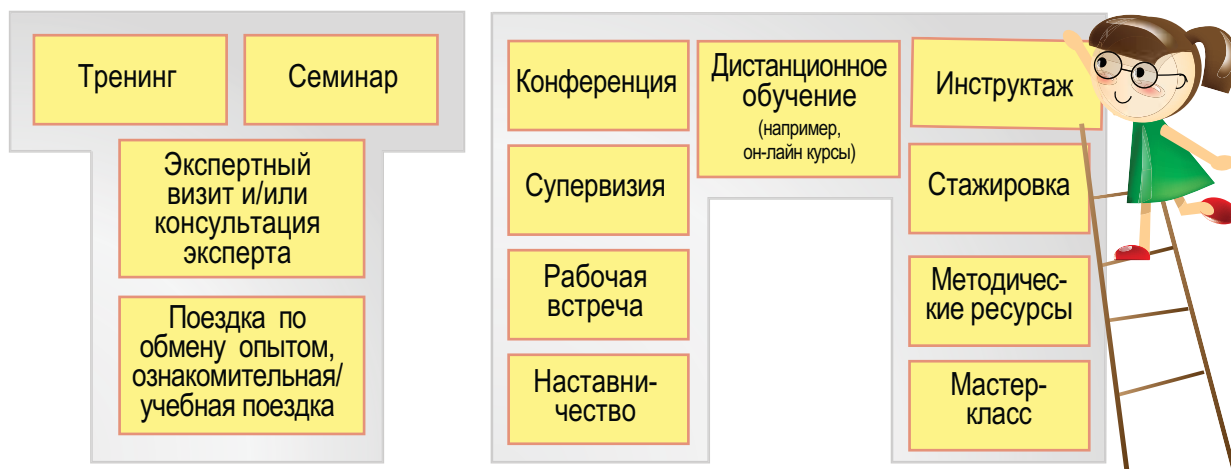 Тренинг
Семинар
Экспертный
визит и/или
консультация
эксперта
Поездка по
обмену опытом,
ознакомительная/
учебная поездка
Конференция
Супервизия
Рабочая
встреча
Наставни-
чество
Дистанционное
обучение
(например,
он-лайн курсы)
Инструктаж
Стажировка
Методичес-
кие ресурсы
Мастер-
класс